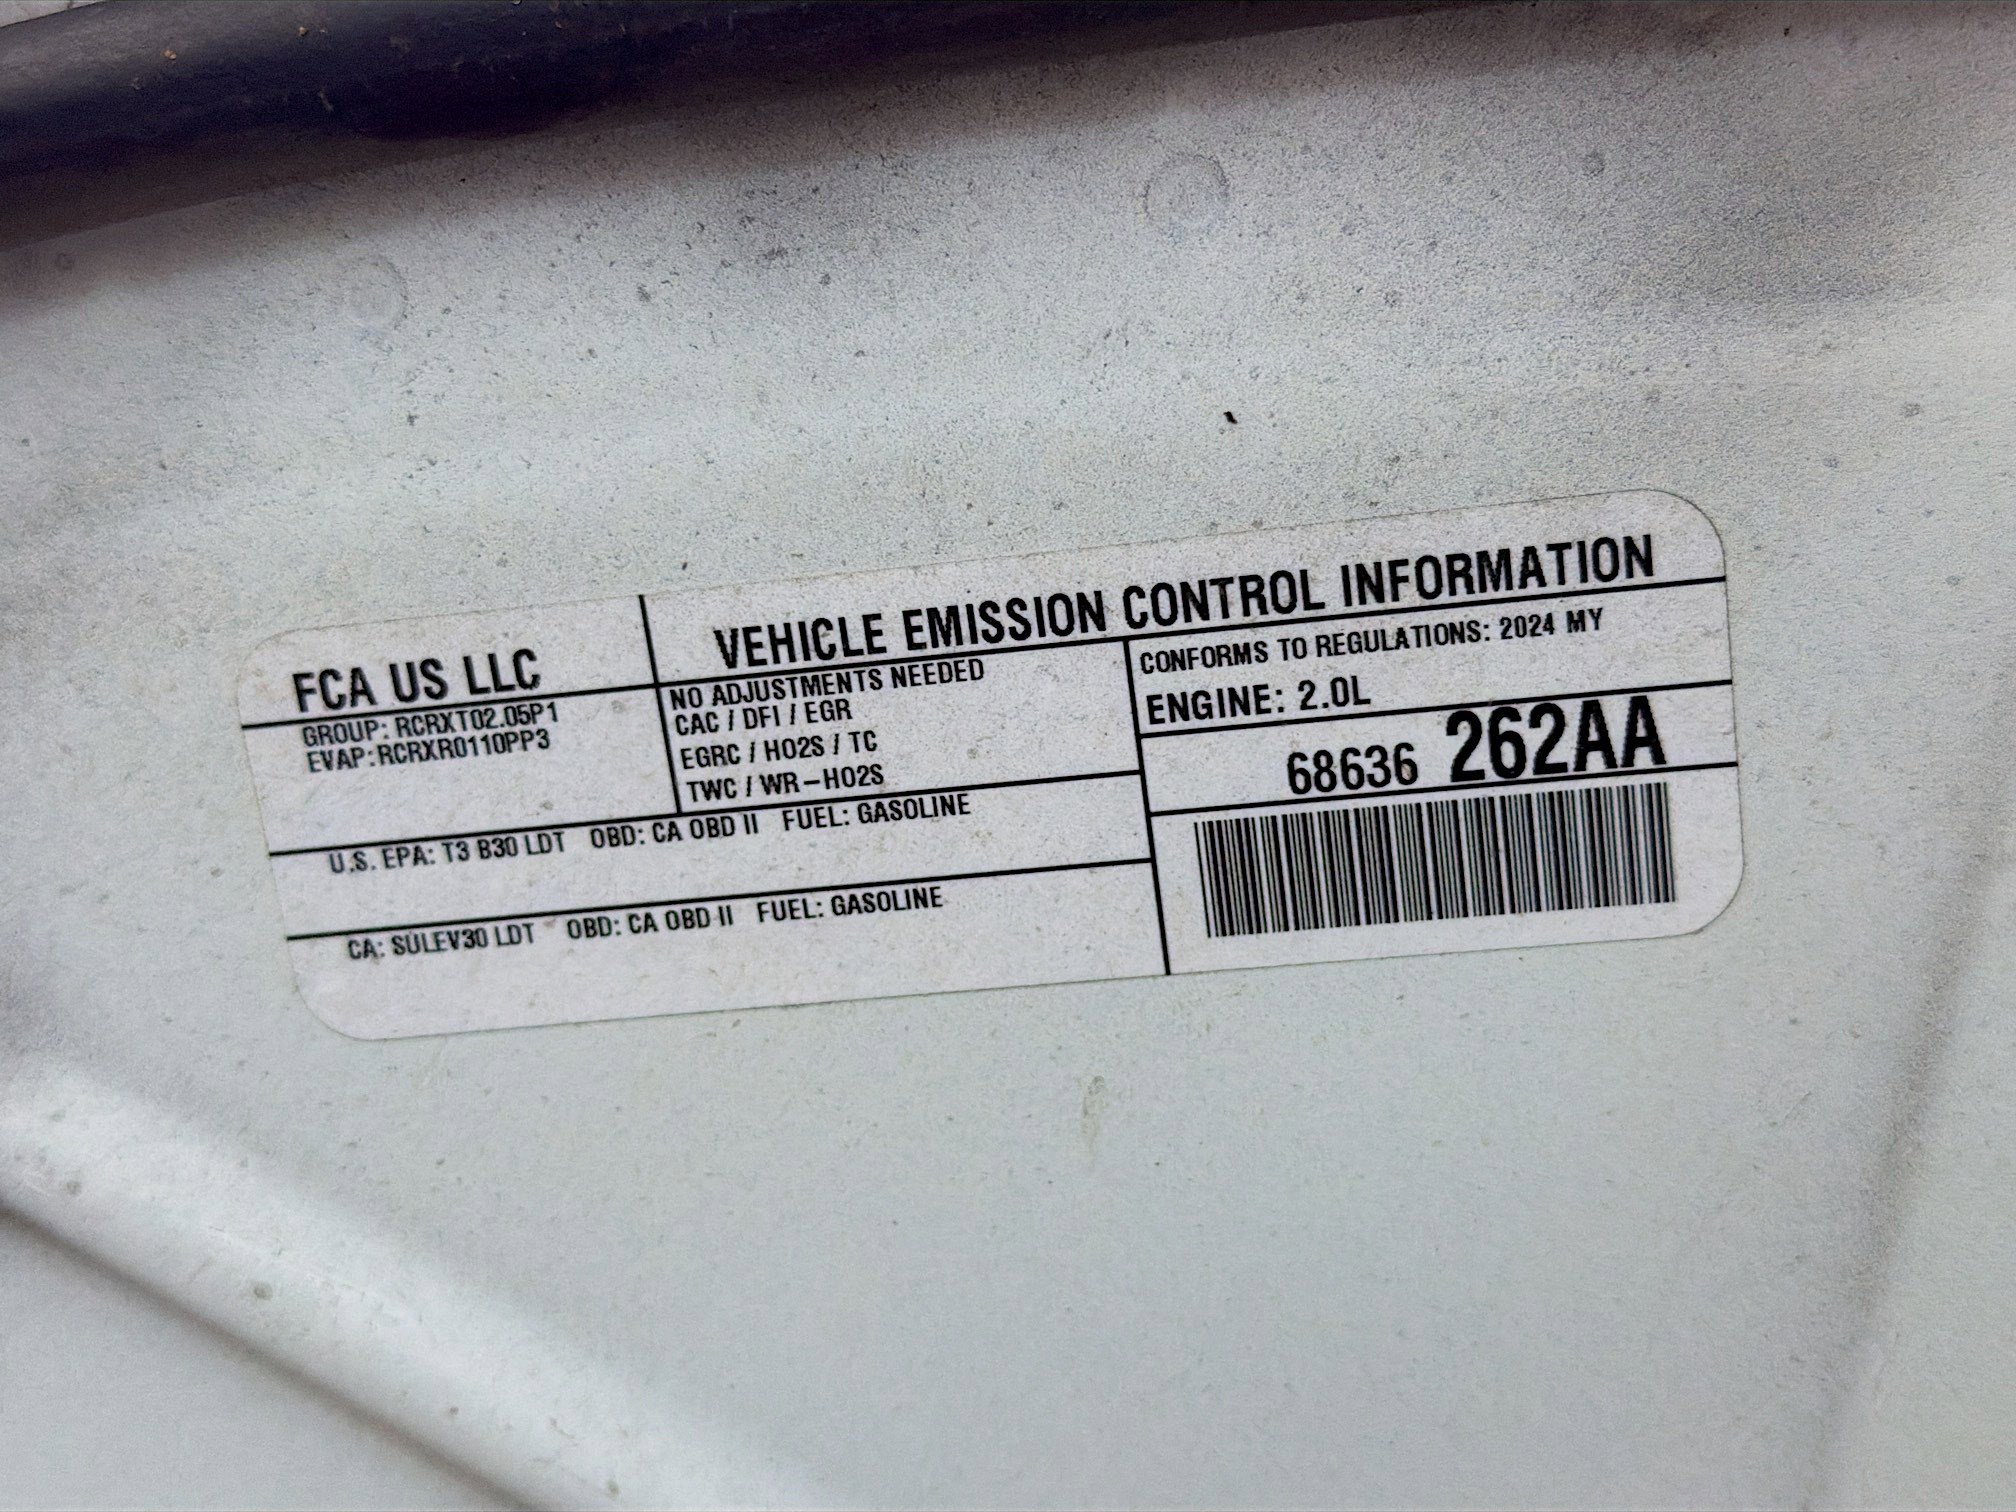 FCA US LLC
VEHICLE EMISSION CONTROL INFORMATION
GROUP: RCRXT02.05P1
EVAP: RCRXR0110PP3
NO ADJUSTMENTS NEEDED
CAC / DFI / EGR
EGRC / HO2S / TC
TWC / WR-HO2S
CONFORMS TO REGULATIONS: 2024 MY
ENGINE: 2.0L
68636 262AA
U.S. EPA: T3 B30 LDT OBD: CA OBD II FUEL: GASOLINE
CA: SULEV30 LDT OBD: CA OBD II FUEL: GASOLINE